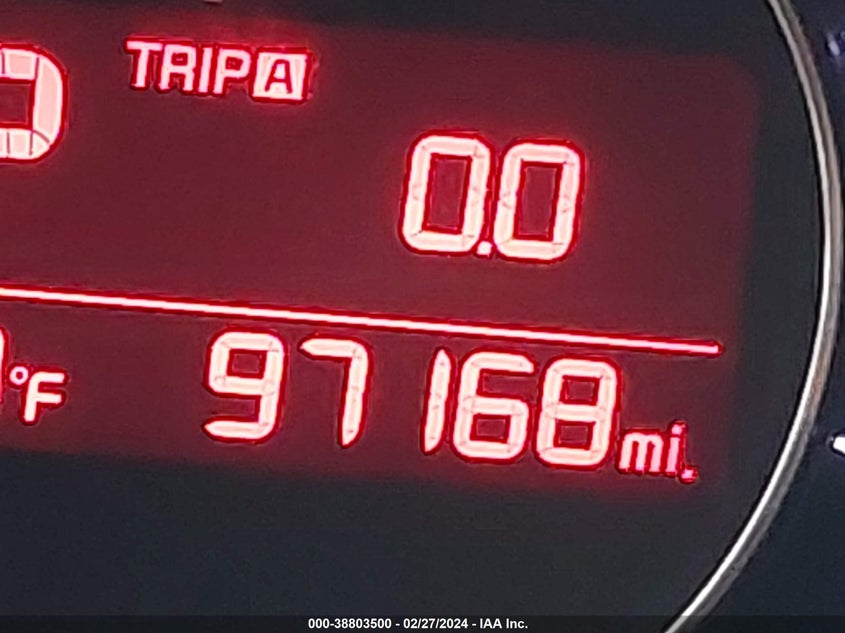 TRIP A
0.0
°F 97168 mi.
000-38803500 - 02/27/2024 - IAA Inc.